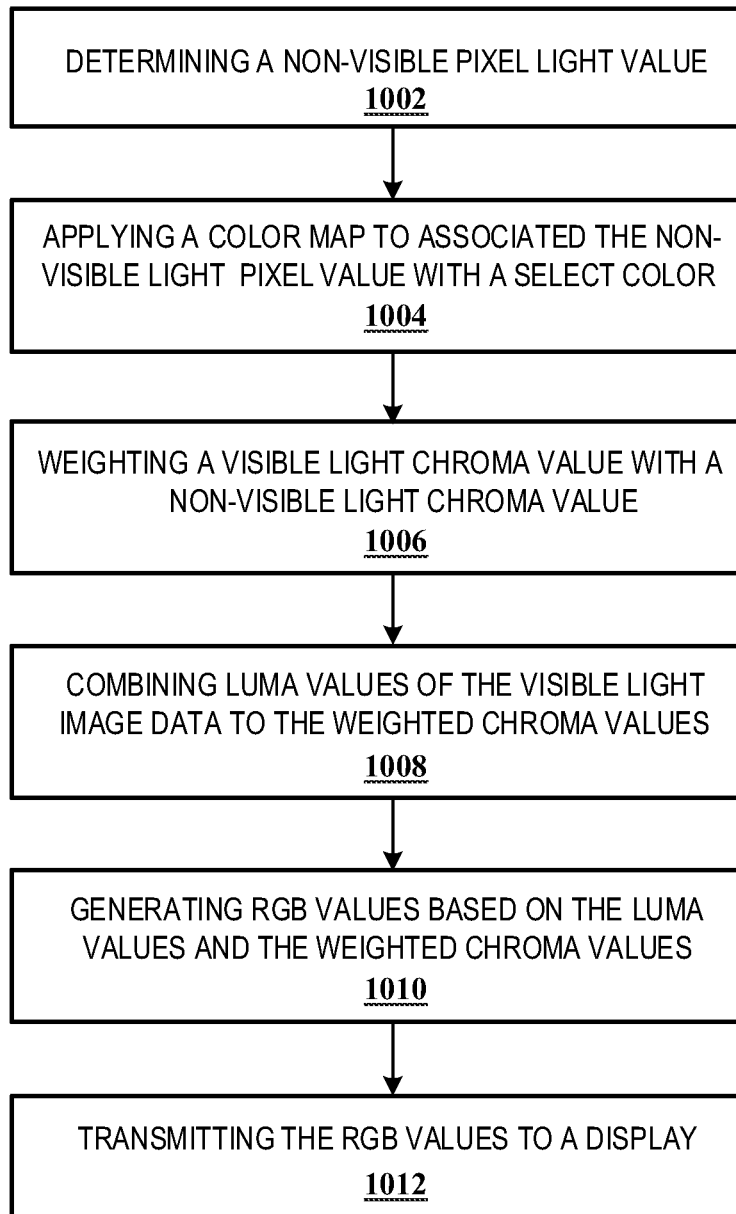 DETERMINING A NON-VISIBLE PIXEL LIGHT VALUE
1002
APPLYING A COLOR MAP TO ASSOCIATED THE NON-
VISIBLE LIGHT PIXEL VALUE WITH A SELECT COLOR
1004
WEIGHTING A VISIBLE LIGHT CHROMA VALUE WITH A
NON-VISIBLE LIGHT CHROMA VALUE
1006
COMBINING LUMA VALUES OF THE VISIBLE LIGHT
IMAGE DATA TO THE WEIGHTED CHROMA VALUES
1008
GENERATING RGB VALUES BASED ON THE LUMA
VALUES AND THE WEIGHTED CHROMA VALUES
1010
TRANSMITTING THE RGB VALUES TO A DISPLAY
1012